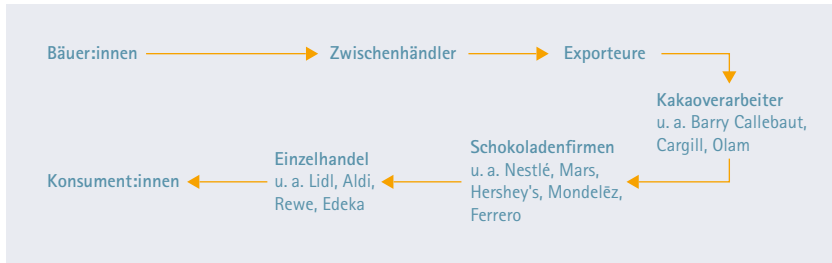 Bäuer:innen
Zwischenhändler
Exporteure
Kakaoverarbeiter
u. a. Barry Callebaut,
Cargill, Olam
Schokoladenfirmen
u. a. Nestlé, Mars,
Hershey's, Mondelēz,
Ferrero
Einzelhandel
u. a. Lidl, Aldi,
Rewe, Edeka
Konsument:innen